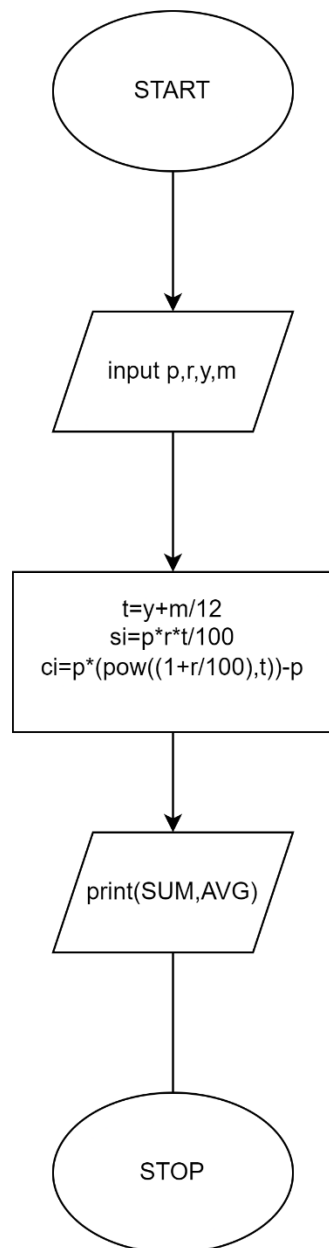 START
input p,r,y,m
t=y+m/12
si=p*r*t/100
ci=p*(pow((1+r/100),t))-p
print(SUM,AVG)
STOP